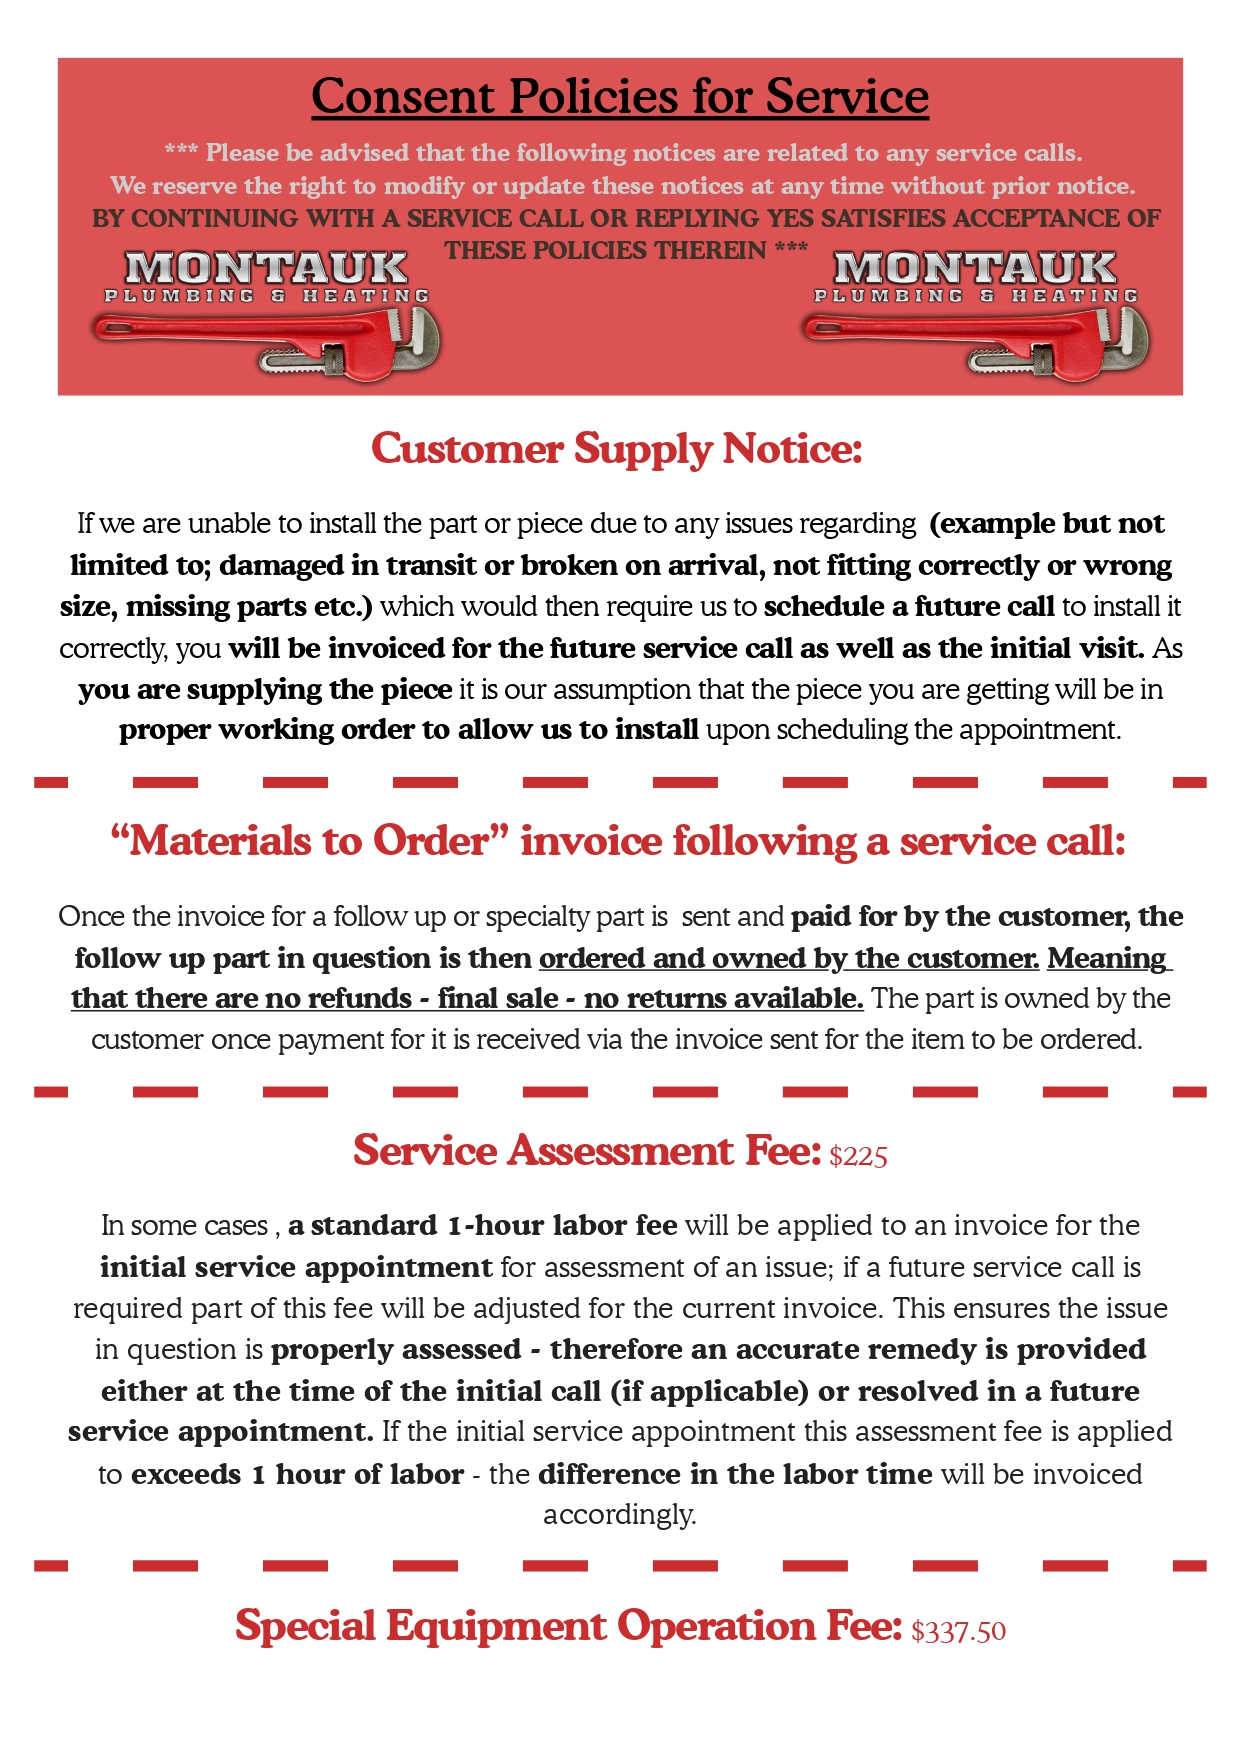 Consent Policies for Service
*** Please be advised that the following notices are related to any service calls.
We reserve the right to modify or update these notices at any time without prior notice.
BY CONTINUING WITH A SERVICE CALL OR REPLYING YES SATISFIES ACCEPTANCE OF
THESE POLICIES THEREIN ***
MONTAUK
PLUMBING & HEATING
MONTAUK
PLUMBING & HEATING
Customer Supply Notice:
If we are unable to install the part or piece due to any issues regarding (example but not
limited to; damaged in transit or broken on arrival, not fitting correctly or wrong
size, missing parts etc.) which would then require us to schedule a future call to install it
correctly, you will be invoiced for the future service call as well as the initial visit. As
you are supplying the piece it is our assumption that the piece you are getting will be in
proper working order to allow us to install upon scheduling the appointment.
“Materials to Order” invoice following a service call:
Once the invoice for a follow up or specialty part is sent and paid for by the customer, the
follow up part in question is then ordered and owned by the customer. Meaning
that there are no refunds - final sale - no returns available. The part is owned by the
customer once payment for it is received via the invoice sent for the item to be ordered.
Service Assessment Fee: $225
In some cases , a standard 1-hour labor fee will be applied to an invoice for the
initial service appointment for assessment of an issue; if a future service call is
required part of this fee will be adjusted for the current invoice. This ensures the issue
in question is properly assessed - therefore an accurate remedy is provided
either at the time of the initial call (if applicable) or resolved in a future
service appointment. If the initial service appointment this assessment fee is applied
to exceeds 1 hour of labor - the difference in the labor time will be invoiced
accordingly.
Special Equipment Operation Fee: $337.50